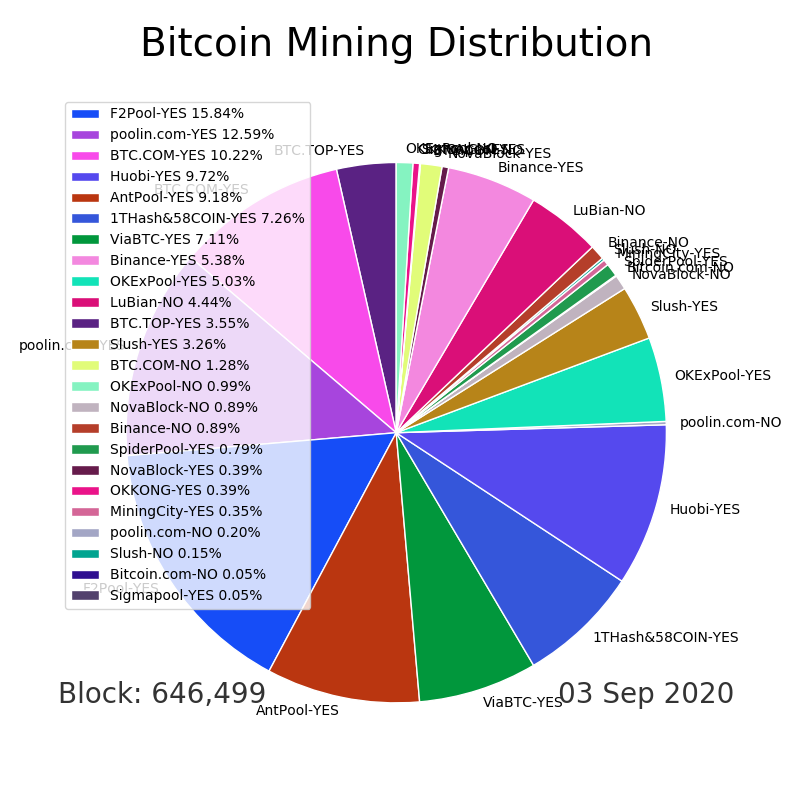 Bitcoin Mining Distribution
F2Pool-YES 15.84%
poolin.com-YES 12.59%
BTC.COM-YES 10.22%
Huobi-YES 9.72%
AntPool-YES 9.18%
1THash&58COIN-YES 7.26%
ViaBTC-YES 7.11%
Binance-YES 5.38%
OKExPool-YES 5.03%
LuBian-NO 4.44%
BTC.TOP-YES 3.55%
Slush-YES 3.26%
BTC.COM-NO 1.28%
OKExPool-NO 0.99%
NovaBlock-NO 0.89%
Binance-NO 0.89%
SpiderPool-YES 0.79%
NovaBlock-YES 0.39%
OKKONG-YES 0.39%
MiningCity-YES 0.35%
poolin.com-NO 0.20%
Slush-NO 0.15%
Bitcoin.com-NO 0.05%
Sigmapool-YES 0.05%
BTC.TOP-YES
BTC.COM-YES
F2Pool-YES
AntPool-YES
ViaBTC-YES
1THash&58COIN-YES
Huobi-YES
poolin.com-NO
OKExPool-YES
Slush-YES
NovaBlock-NO
Bitcoin.com-NO
SpiderPool-YES
MiningCity-YES
Slush-NO
Binance-NO
LuBian-NO
Binance-YES
NovaBlock-YES
Block: 646,499
03 Sep 2020